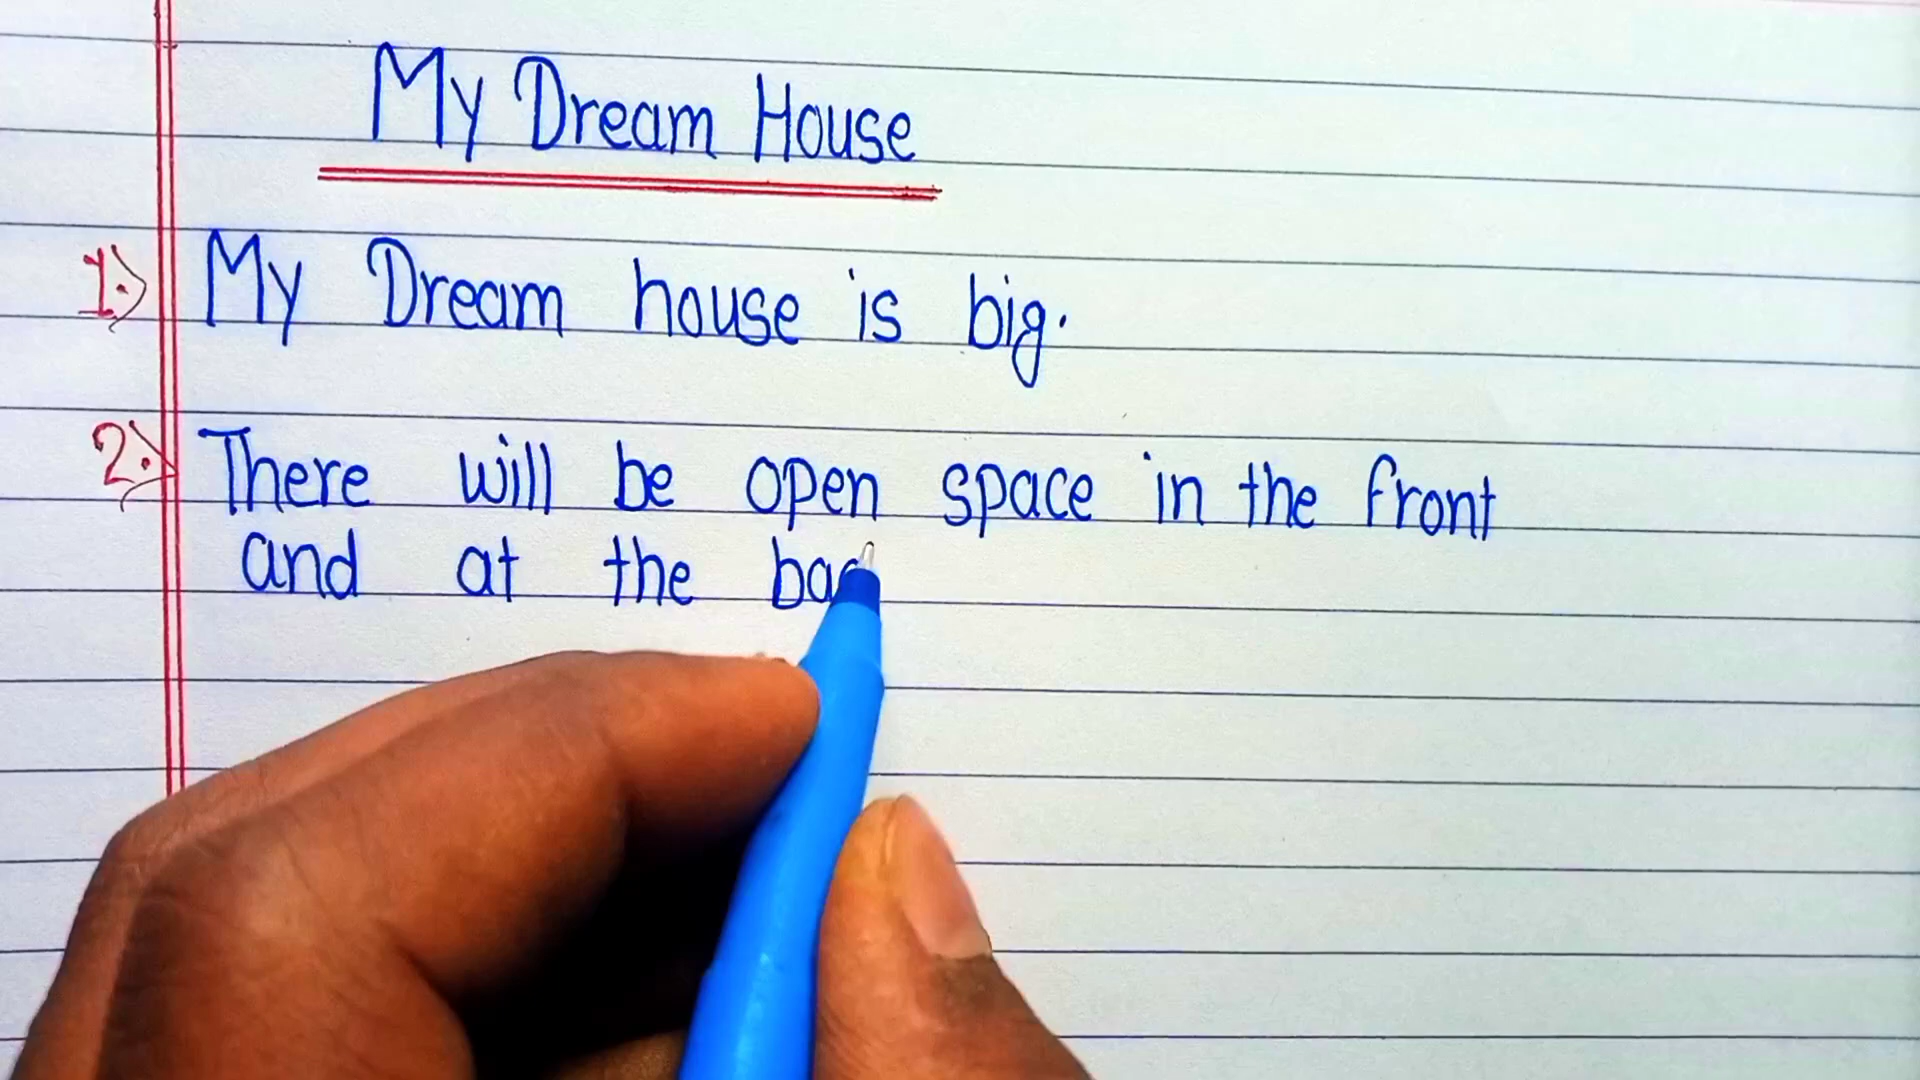 My Dream House
1.) My Dream house is big.
2.) There will be open space in the front
and at the